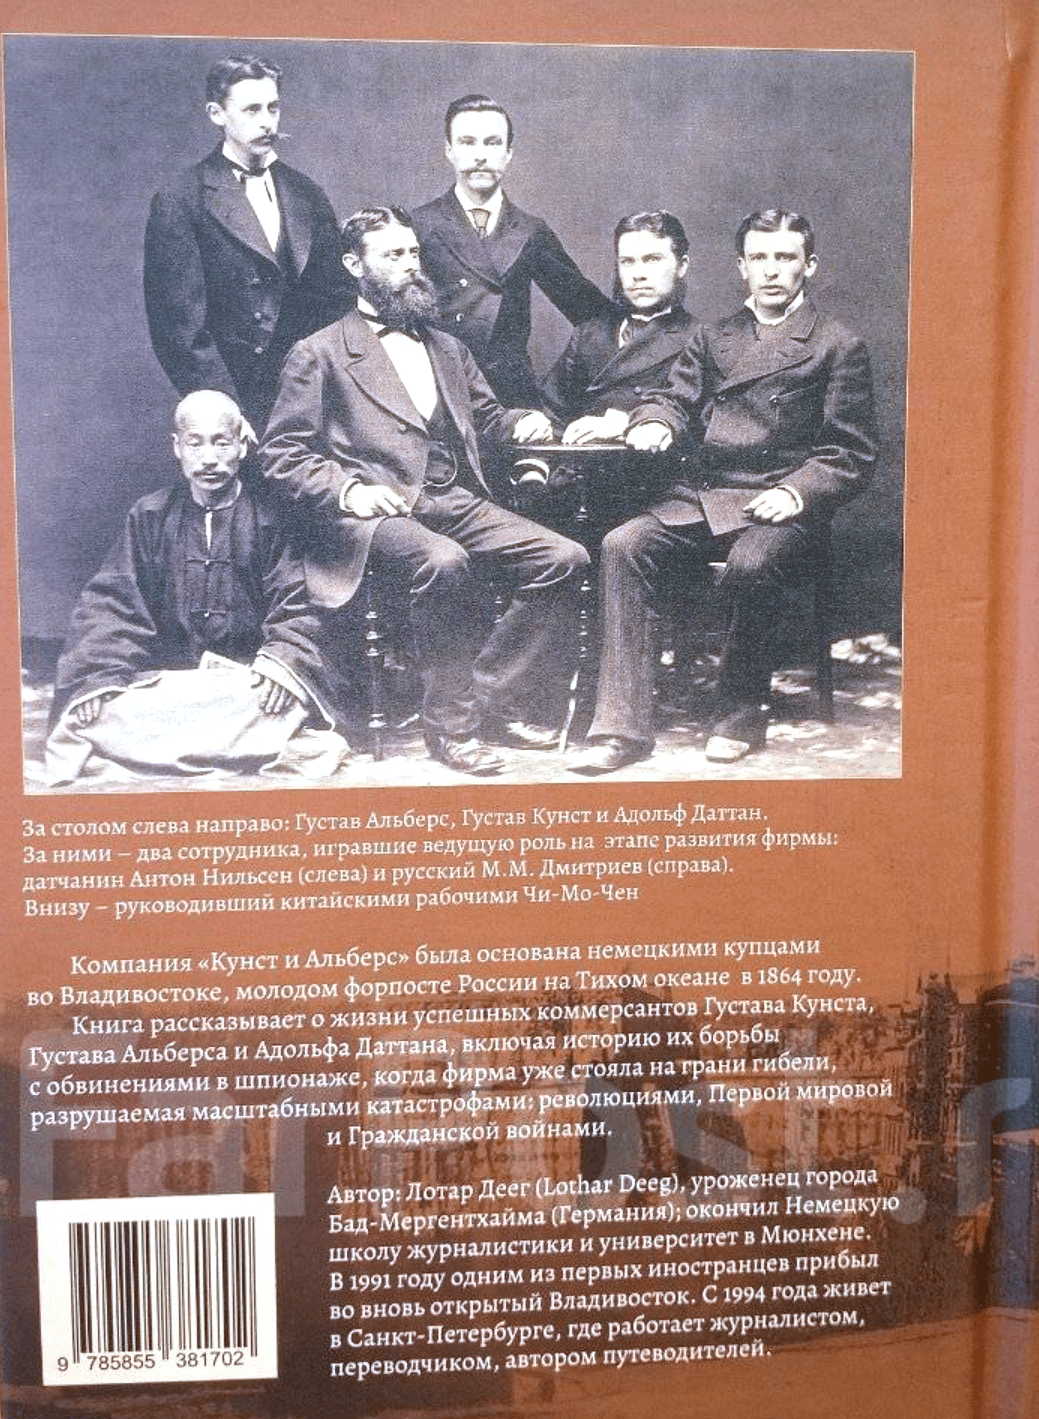 За столом слева направо: Густав Альберс, Густав Кунст и Адольф Даттан.
За ними – два сотрудника, игравшие ведущую роль на этапе развития фирмы:
датчанин Антон Нильсен (слева) и русский М.М. Дмитриев (справа).
Внизу – руководивший китайскими рабочими Чи-Мо-Чен
Компания «Кунст и Альберс» была основана немецкими купцами
во Владивостоке, молодом форпосте России на Тихом океане в 1864 году.
Книга рассказывает о жизни успешных коммерсантов Густава Кунста,
Густава Альберса и Адольфа Даттана, включая историю их борьбы
с обвинениями в шпионаже, когда фирма уже стояла на грани гибели,
разрушаемая масштабными катастрофами: революциями, Первой мировой
и Гражданской войнами.
Автор: Лотар Деег (Lothar Deeg), уроженец города
Бад-Мергентхайма (Германия); окончил Немецкую
школу журналистики и университет в Мюнхене.
В 1991 году одним из первых иностранцев прибыл
во вновь открытый Владивосток. С 1994 года живет
в Санкт-Петербурге, где работает журналистом,
переводчиком, автором путеводителей.
9 785855 381702